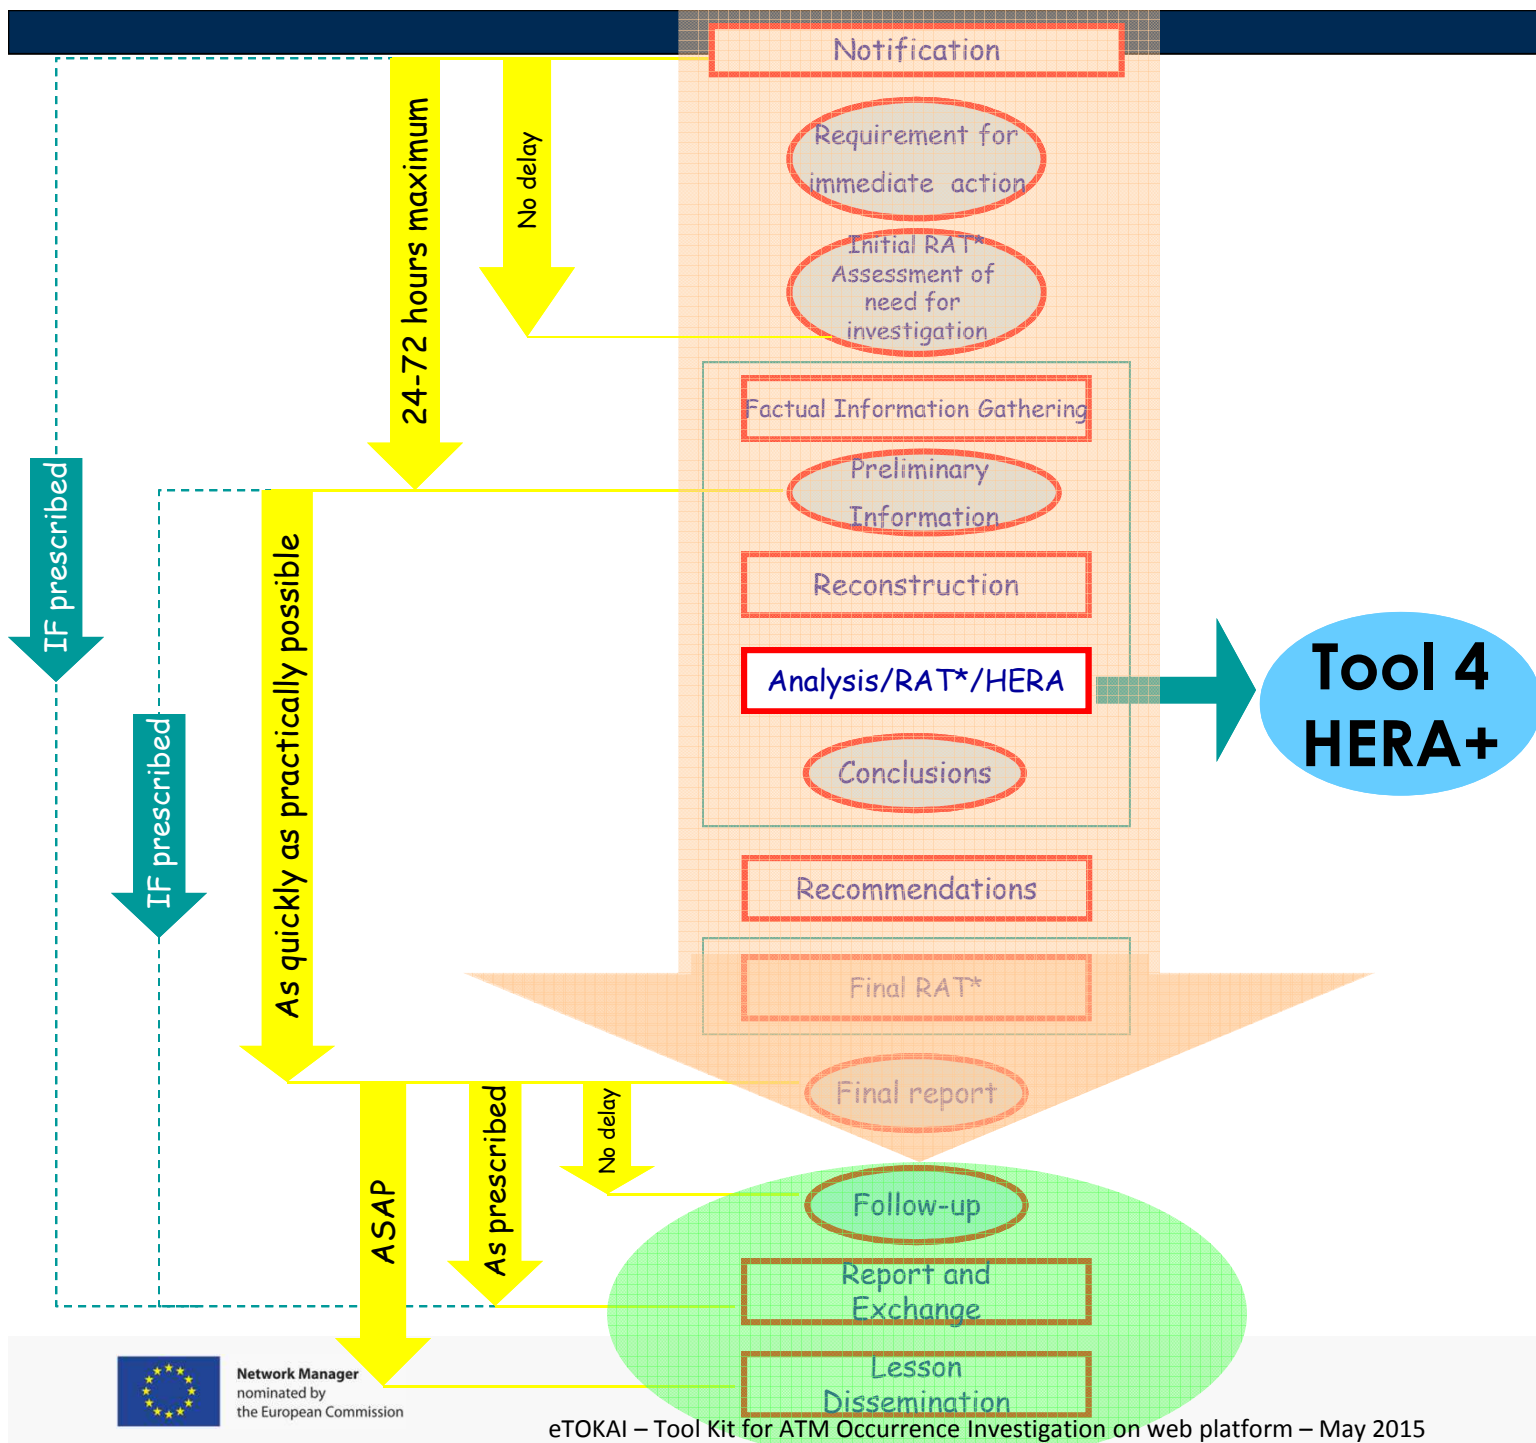 Notification
Requirement for
immediate action
Initial RAT*
Assessment of
need for
investigation
Factual Information Gathering
Preliminary
Information
Reconstruction
Analysis/RAT*/HERA
Conclusions
Recommendations
Final RAT*
Final report
Follow-up
Report and
Exchange
Lesson
Dissemination
Tool 4
HERA+
24-72 hours maximum
No delay
IF prescribed
IF prescribed
As quickly as practically possible
ASAP
As prescribed
No delay
Network Manager
nominated by
the European Commission
eTOKAI – Tool Kit for ATM Occurrence Investigation on web platform – May 2015